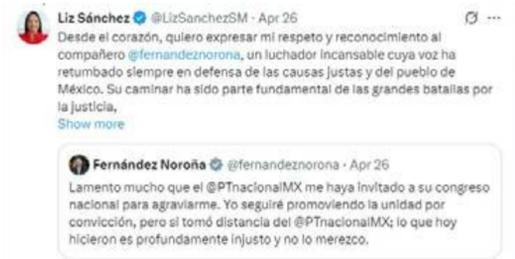 Liz Sánchez @LizSanchezSM · Apr 26
Desde el corazón, quiero expresar mi respeto y reconocimiento al
compañero @fernandeznorona, un luchador incansable cuya voz ha
retumbado siempre en defensa de las causas justas y del pueblo de
México. Su caminar ha sido parte fundamental de las grandes batallas por
la justicia,
Show more
Fernández Noroña @fernandeznorona · Apr 26
Lamento mucho que el @PTnacionalMX me haya invitado a su congreso
nacional para agraviarme. Yo seguiré promoviendo la unidad por
convicción, pero si tomó distancia del @PTnacionalMX; lo que hoy
hicieron es profundamente injusto y no lo merezco.